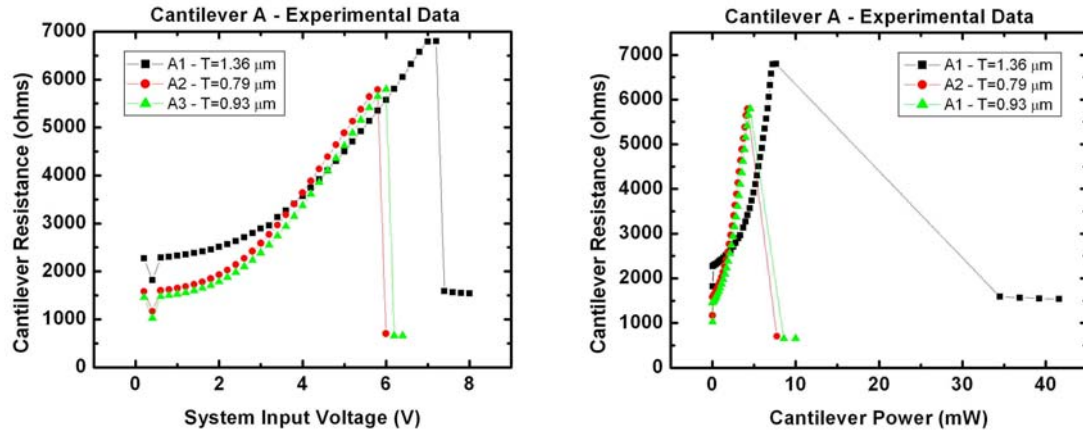 Cantilever A - Experimental Data
7000
6000
5000
4000
3000
2000
1000
0
Cantilever Resistance (ohms)
A1 - T=1.36 μm
A2 - T=0.79 μm
A3 - T=0.93 μm
0 2 4 6 8
System Input Voltage (V)
Cantilever A - Experimental Data
7000
6000
5000
4000
3000
2000
1000
0
Cantilever Resistance (ohms)
A1 - T=1.36 μm
A2 - T=0.79 μm
A1 - T=0.93 μm
0 10 20 30 40
Cantilever Power (mW)